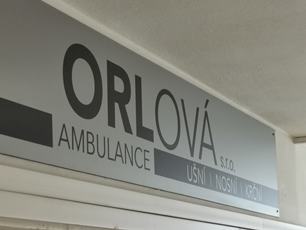 ORLOVÁ s.r.o.
AMBULANCE UŠNÍ | NOSNÍ | KRČNÍ